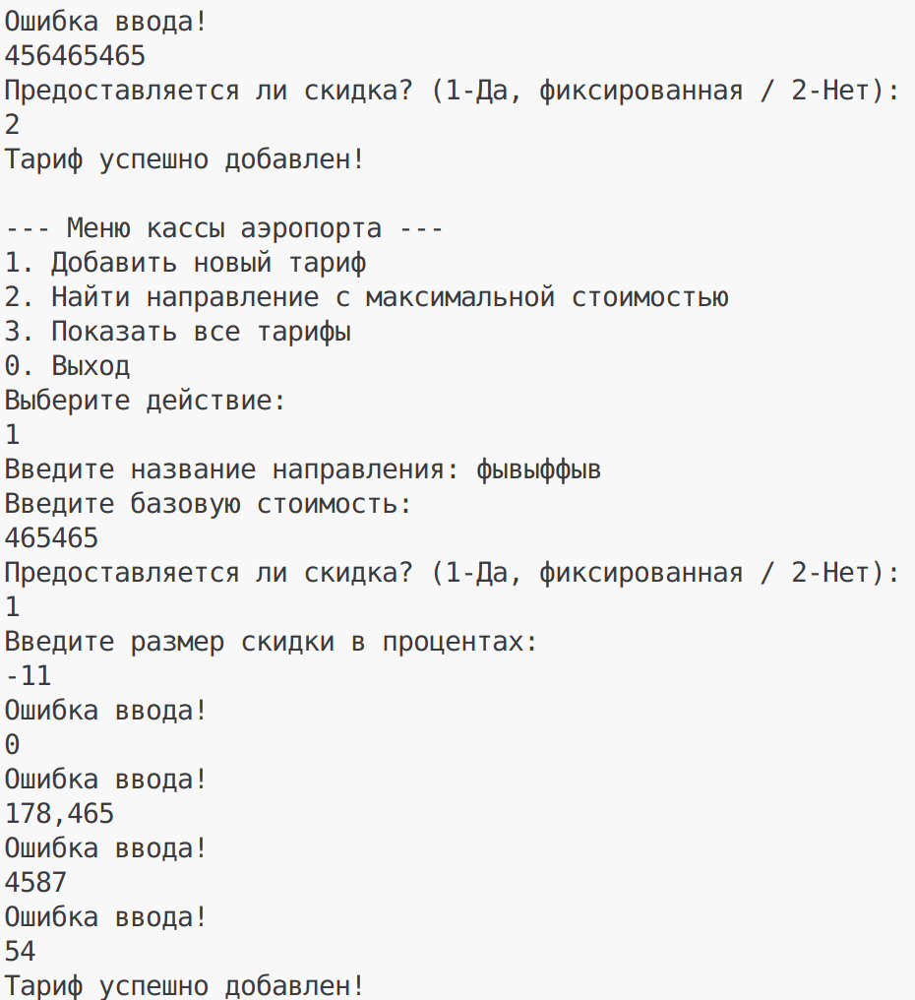 Ошибка ввода!
456465465
Предоставляется ли скидка? (1-Да, фиксированная / 2-Нет):
2
Тариф успешно добавлен!
--- Меню кассы аэропорта ---
1. Добавить новый тариф
2. Найти направление с максимальной стоимостью
3. Показать все тарифы
0. Выход
Выберите действие:
1
Введите название направления: фывыффыв
Введите базовую стоимость:
465465
Предоставляется ли скидка? (1-Да, фиксированная / 2-Нет):
1
Введите размер скидки в процентах:
-11
Ошибка ввода!
0
Ошибка ввода!
178,465
Ошибка ввода!
4587
Ошибка ввода!
54
Тариф успешно добавлен!